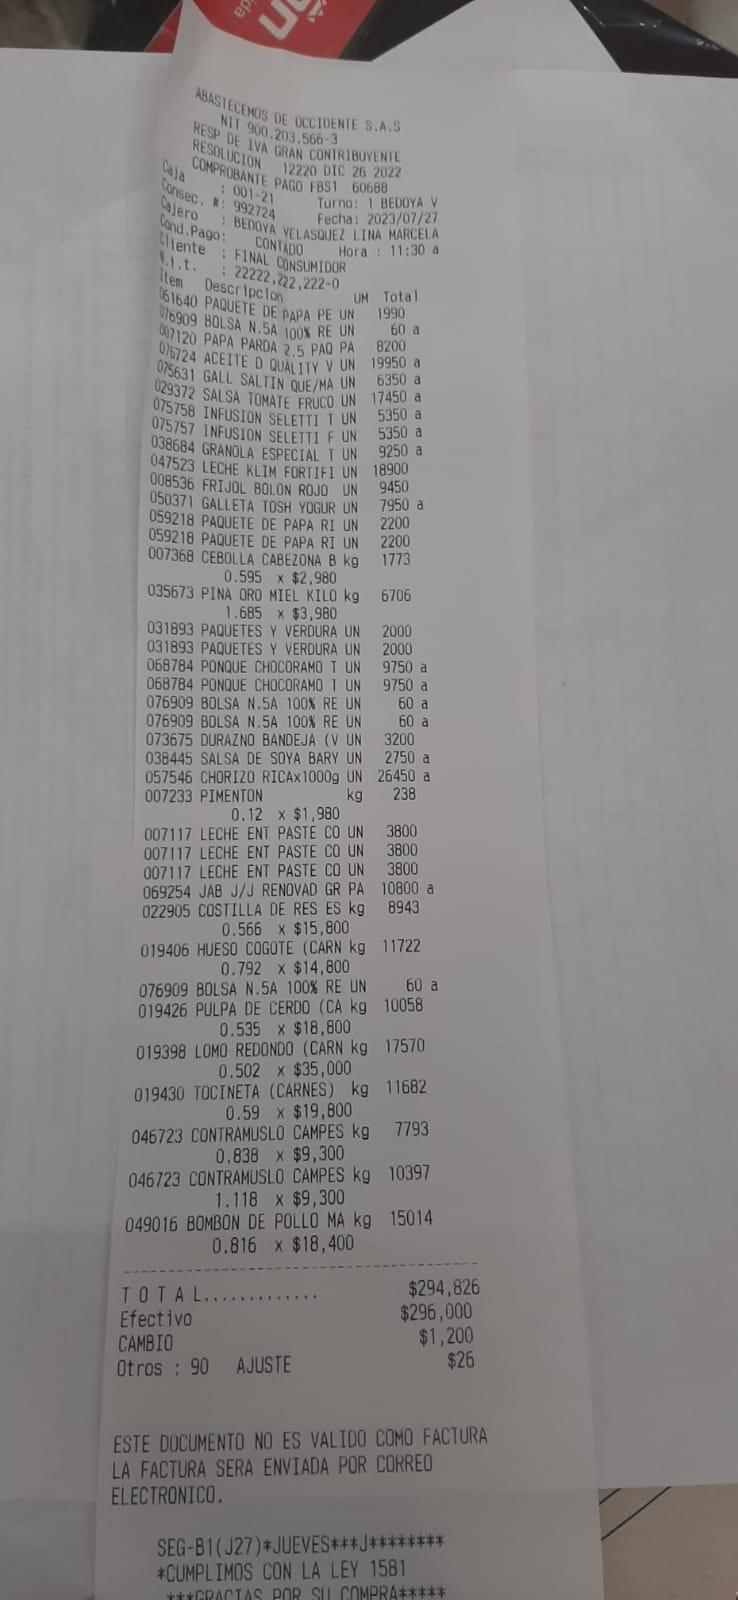 ABASTECEMOS DE OCCIDENTE S.A.S
NIT 900.203.566-3
RESP DE IVA GRAN CONTRIBUYENTE
RESOLUCION 12220 DIC 26 2022
COMPROBANTE PAGO FBS1 60688
Caja : 001-21 Turno: 1 BEDOYA V
Consec. #: 992724 Fecha: 2023/07/27
Cajero : BEDOYA VELASQUEZ LINA MARCELA
Cond.Pago: CONTADO Hora : 11:30 a
Cliente : FINAL CONSUMIDOR
N.i.t. : 22222,222,222-0
Item Descripcion UM Total
061640 PAQUETE DE PAPA PE UN 1990
076909 BOLSA N.5A 100% RE UN 60 a
007120 PAPA PARDA 2.5 PAQ PA 8200
076724 ACEITE D QUALITY V UN 19950 a
075631 GALL SALTIN QUE/MA UN 6350 a
029372 SALSA TOMATE FRUCO UN 17450 a
075758 INFUSION SELETTI T UN 5350 a
075757 INFUSION SELETTI F UN 5350 a
038684 GRANOLA ESPECIAL T UN 9250 a
047523 LECHE KLIM FORTIFI UN 18900
008536 FRIJOL BOLON ROJO UN 9450
050371 GALLETA TOSH YOGUR UN 7950 a
059218 PAQUETE DE PAPA RI UN 2200
059218 PAQUETE DE PAPA RI UN 2200
007368 CEBOLLA CABEZONA B kg 1773
0.595 x $2,980
035673 PINA ORO MIEL KILO kg 6706
1.685 x $3,980
031893 PAQUETES Y VERDURA UN 2000
031893 PAQUETES Y VERDURA UN 2000
068784 PONQUE CHOCORAMO T UN 9750 a
068784 PONQUE CHOCORAMO T UN 9750 a
076909 BOLSA N.5A 100% RE UN 60 a
076909 BOLSA N.5A 100% RE UN 60 a
073675 DURAZNO BANDEJA (V UN 3200
038445 SALSA DE SOYA BARY UN 2750 a
057546 CHORIZO RICAx1000g UN 26450 a
007233 PIMENTON kg 238
0.12 x $1,980
007117 LECHE ENT PASTE CO UN 3800
007117 LECHE ENT PASTE CO UN 3800
007117 LECHE ENT PASTE CO UN 3800
069254 JAB J/J RENOVAD GR PA 10800 a
022905 COSTILLA DE RES ES kg 8943
0.566 x $15,800
019406 HUESO COGOTE (CARN kg 11722
0.792 x $14,800
076909 BOLSA N.5A 100% RE UN 60 a
019426 PULPA DE CERDO (CA kg 10058
0.535 x $18,800
019398 LOMO REDONDO (CARN kg 17570
0.502 x $35,000
019430 TOCINETA (CARNES) kg 11682
0.59 x $19,800
046723 CONTRAMUSLO CAMPES kg 7793
0.838 x $9,300
046723 CONTRAMUSLO CAMPES kg 10397
1.118 x $9,300
049016 BOMBON DE POLLO MA kg 15014
0.816 x $18,400
----------------------------------------
T O T A L............. $294,826
Efectivo $296,000
CAMBIO $1,200
Otros : 90 AJUSTE $26
ESTE DOCUMENTO NO ES VALIDO COMO FACTURA
LA FACTURA SERA ENVIADA POR CORREO
ELECTRONICO.
SEG-B1(J27)*JUEVES***J********
*CUMPLIMOS CON LA LEY 1581
***GRACIAS POR SU COMPRA*****